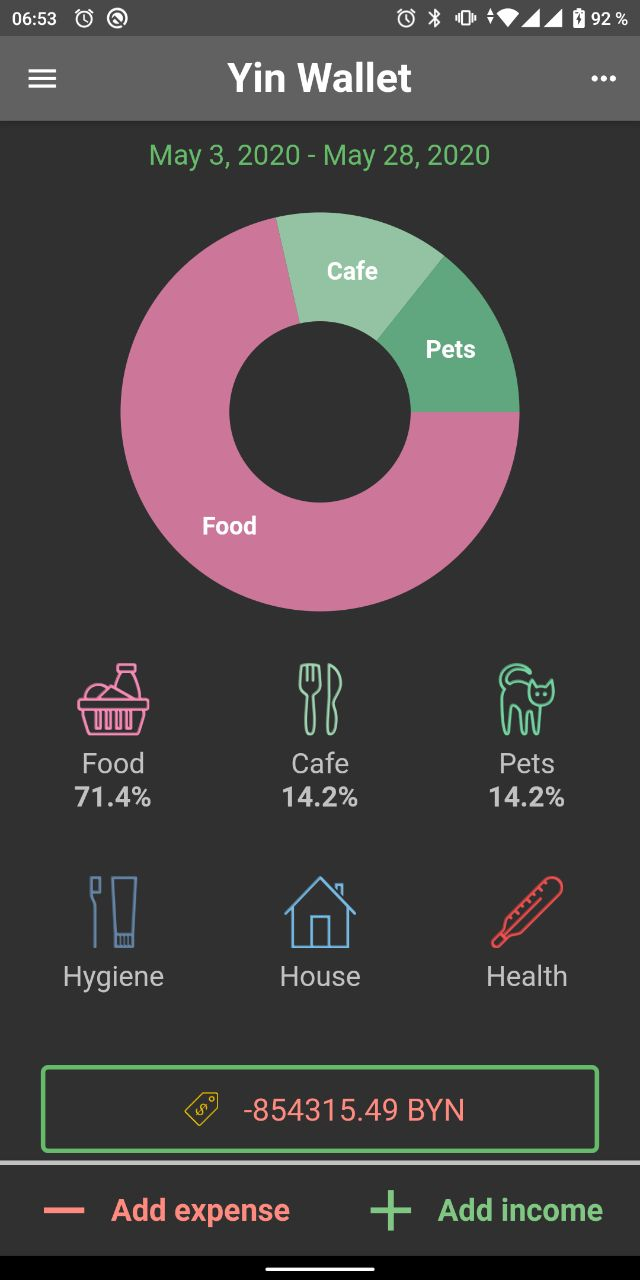 06:53
92 %
Yin Wallet
May 3, 2020 - May 28, 2020
Cafe
Pets
Food
Food Cafe Pets
71.4% 14.2% 14.2%
Hygiene House Health
-854315.49 BYN
Add expense Add income